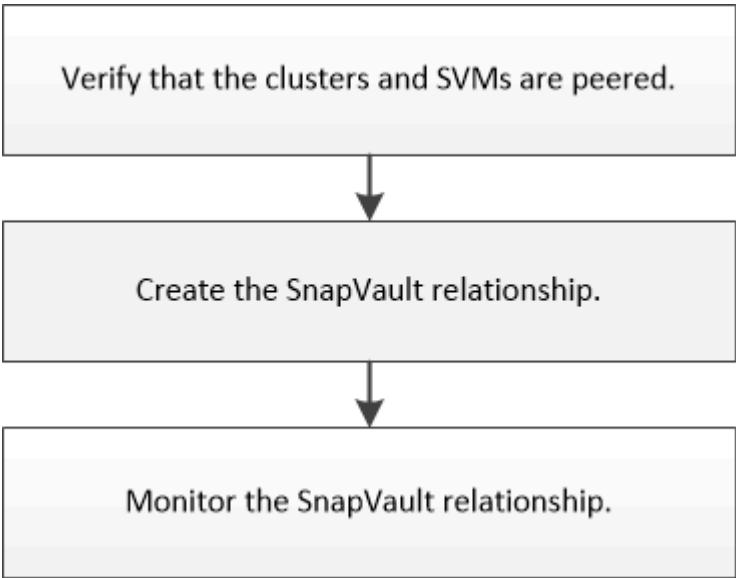 Verify that the clusters and SVMs are peered.
Create the SnapVault relationship.
Monitor the SnapVault relationship.